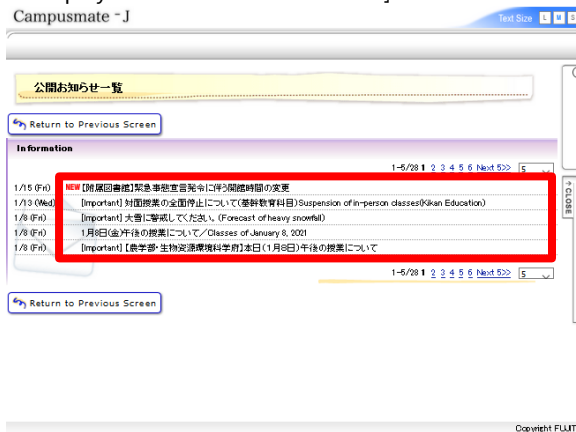 Campusmate-J
Text Size L M S
公開お知らせ一覧
Return to Previous Screen
Information
1-5/28 1 2 3 4 5 6 Next 5>> 5
1/15 (Fri) NEW 【附属図書館】緊急事態宣言発令に伴う開館時間の変更
1/13 (Wed) [Important] 対面授業の全面停止について(基幹教育科目)Suspension of in-person classes(Kikan Education)
1/8 (Fri) [Important] 大雪に警戒してください。(Forecast of heavy snowfall)
1/8 (Fri) 1月8日(金)午後の授業について/Classes of January 8, 2021
1/8 (Fri) [Important] 【農学部・生物資源環境科学府】本日(1月8日)午後の授業について
1-5/28 1 2 3 4 5 6 Next 5>> 5
Return to Previous Screen
CLOSE
Copyright FUJIT